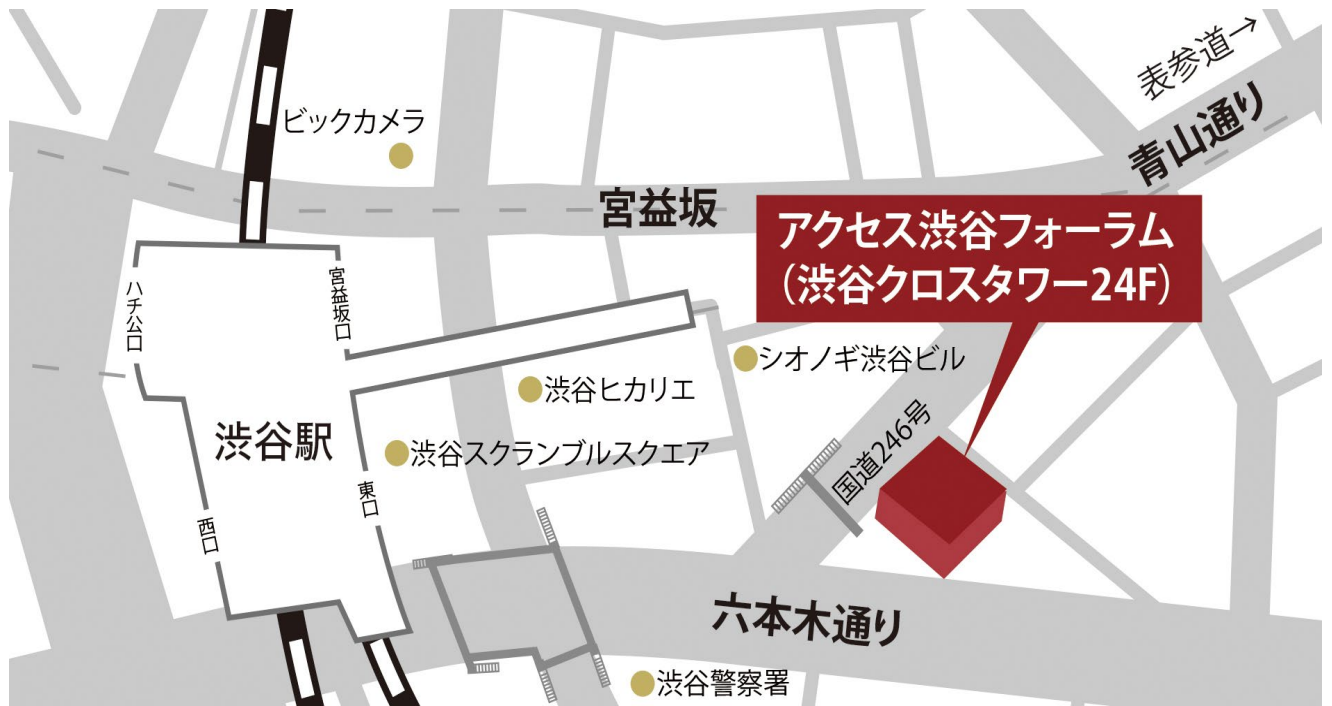 表参道→
青山通り
ビックカメラ
宮益坂
アクセス渋谷フォーラム
（渋谷クロスタワー24F）
ハチ公口
宮益坂口
シオノギ渋谷ビル
渋谷ヒカリエ
国道246号
渋谷駅
渋谷スクランブルスクエア
東口
西口
六本木通り
渋谷警察署